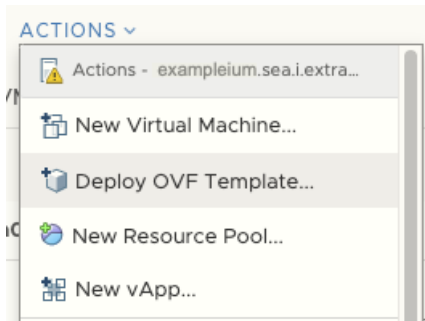 ACTIONS
Actions - exampleium.sea.i.extra...
New Virtual Machine...
Deploy OVF Template...
New Resource Pool...
New vApp...